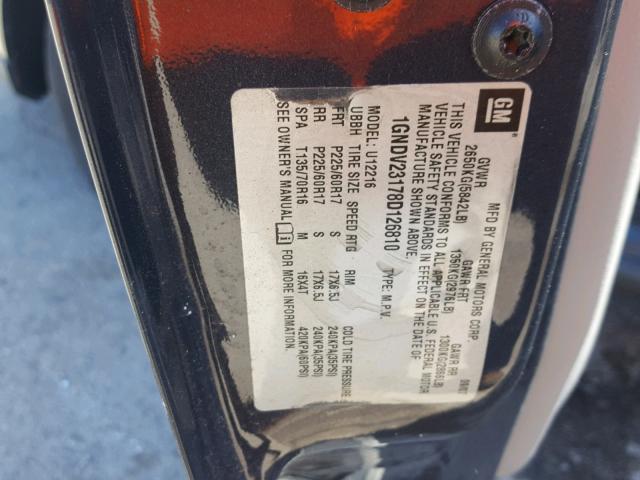 GM
MFD BY GENERAL MOTORS CORP.
GVWR GAWR FRT GAWR RR
2650KG(5842LB) 1350KG(2976LB) 1300KG(2866LB)
THIS VEHICLE CONFORMS TO ALL APPLICABLE U.S. FEDERAL MOTOR
VEHICLE SAFETY STANDARDS IN EFFECT ON THE DATE OF
MANUFACTURE SHOWN ABOVE.
1GNDV23178D126810 TYPE: M.P.V.
MODEL: U12216
UBBH TIRE SIZE SPEED RTG RIM COLD TIRE PRESSURE
FRT P225/60R17 S 17X6.5J 240KPA(35PSI)
RR P225/60R17 S 17X6.5J 240KPA(35PSI)
SPA T135/70R16 M 16X4T 420KPA(60PSI)
SEE OWNER'S MANUAL FOR MORE INFORMATION.